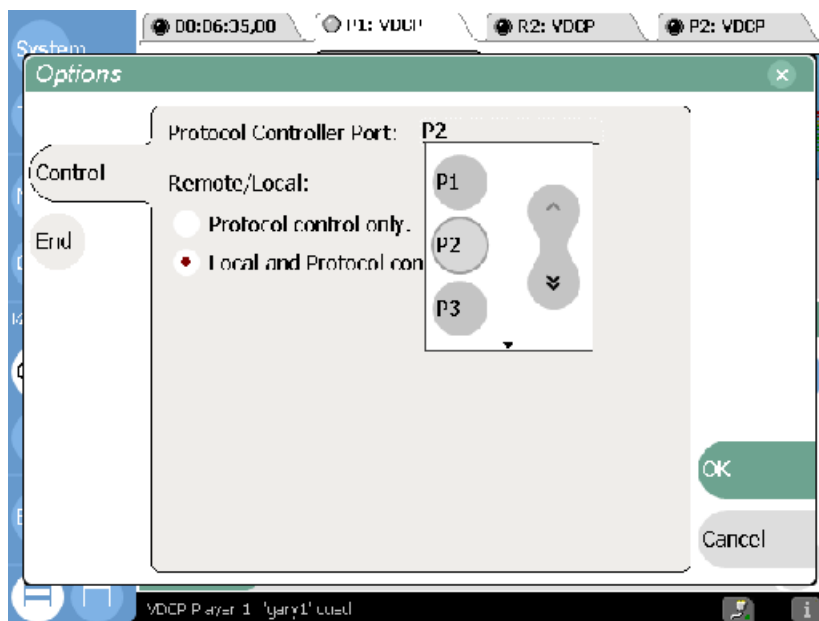 System
00:06:35,00
P1: VDCP
R2: VDCP
P2: VDCP
Options
Control
End
Protocol Controller Port: P2
Remote/Local:
Protocol control only.
Local and Protocol con
P1
P2
P3
OK
Cancel
VDCP Player 1 'gary1' cued